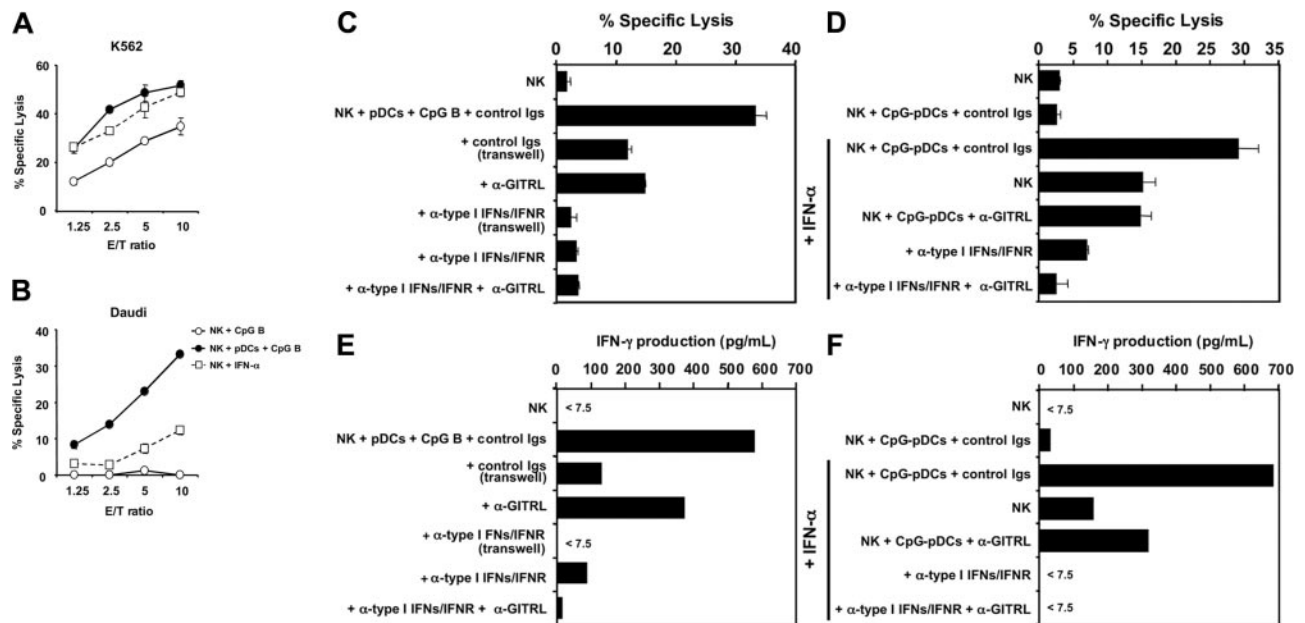 A
K562
60
40
20
0
% Specific Lysis
1.25 2.5 5 10
E/T ratio
B
Daudi
40
30
20
10
0
% Specific Lysis
1.25 2.5 5 10
E/T ratio
NK + CpG B
NK + pDCs + CpG B
NK + IFN-α
C
% Specific Lysis
0 10 20 30 40
NK
NK + pDCs + CpG B + control Igs
+ control Igs
(transwell)
+ α-GITRL
+ α-type I IFNs/IFNR
(transwell)
+ α-type I IFNs/IFNR
+ α-type I IFNs/IFNR + α-GITRL
D
% Specific Lysis
0 5 10 15 20 25 30 35
NK
NK + CpG-pDCs + control Igs
NK + CpG-pDCs + control Igs
NK
NK + CpG-pDCs + α-GITRL
+ α-type I IFNs/IFNR
+ α-type I IFNs/IFNR + α-GITRL
+ IFN-α
E
IFN-γ production (pg/mL)
0 100 200 300 400 500 600 700
NK
< 7.5
NK + pDCs + CpG B + control Igs
+ control Igs
(transwell)
+ α-GITRL
+ α-type I FNs/IFNR
(transwell)
< 7.5
+ α-type I IFNs/IFNR
+ α-type I IFNs/IFNR + α-GITRL
F
IFN-γ production (pg/mL)
0 100 200 300 400 500 600 700
NK
< 7.5
NK + CpG-pDCs + control Igs
NK + CpG-pDCs + control Igs
NK
NK + CpG-pDCs + α-GITRL
+ α-type I IFNs/IFNR
< 7.5
+ α-type I IFNs/IFNR + α-GITRL
< 7.5
+ IFN-α